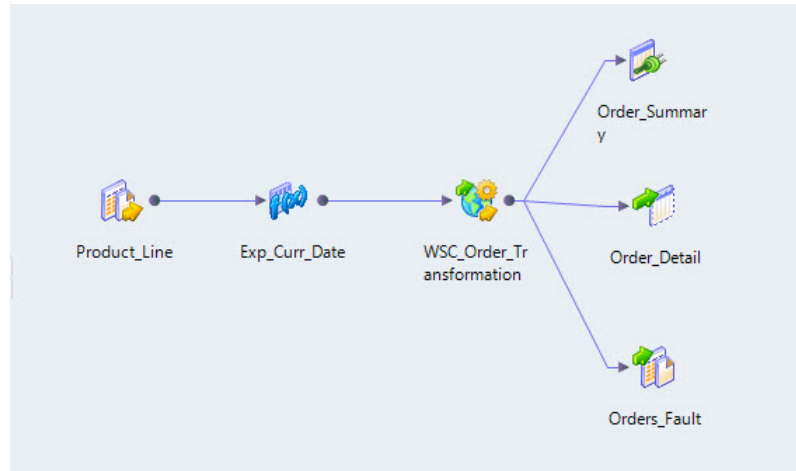 Order_Summar
y
Product_Line
Exp_Curr_Date
f(x)
WSC_Order_Tr
ansformation
Order_Detail
Orders_Fault